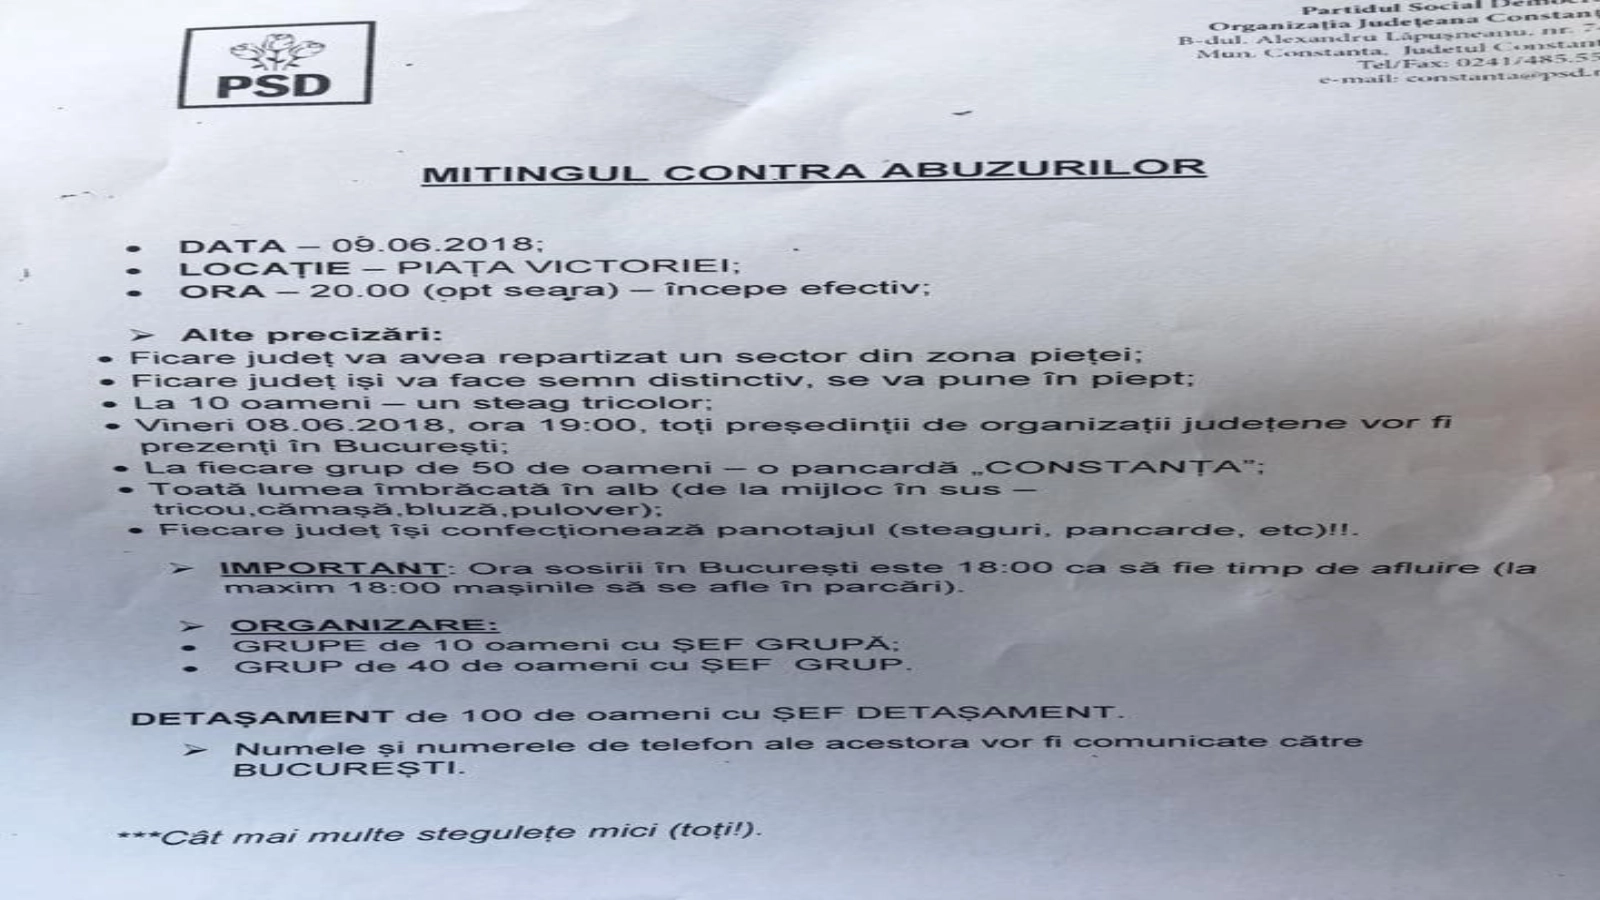 PSD
Partidul Social
Organizația Județeana
B-dul. Alexandru Lăpușneanu, nr.
Mun. Constanta, Judetul
Tel/Fax:
e-mail:
MITINGUL CONTRA ABUZURILOR
• DATA – 09.06.2018;
• LOCAȚIE – PIAȚA VICTORIEI;
• ORA – 20.00 (opt seara) – începe efectiv;
➢ Alte precizări:
• Ficare județ va avea repartizat un sector din zona pieței;
• Ficare județ iși va face semn distinctiv, se va pune în piept;
• La 10 oameni – un steag tricolor;
• Vineri 08.06.2018, ora 19:00, toți președinții de organizații județene vor fi
prezenți în București;
• La fiecare grup de 50 de oameni – o pancardă „CONSTANȚA”;
• Toată lumea îmbrăcată în alb (de la mijloc în sus –
tricou,cămașă,bluză,pulover);
• Fiecare județ își confecționează panotajul (steaguri, pancarde, etc)!!.
➢ IMPORTANT: Ora sosirii în București este 18:00 ca să fie timp de afluire (la
maxim 18:00 mașinile să se afle în parcări).
➢ ORGANIZARE:
• GRUPE de 10 oameni cu ȘEF GRUPĂ;
• GRUP de 40 de oameni cu ȘEF GRUP.
DETAȘAMENT de 100 de oameni cu ȘEF DETAȘAMENT.
➢ Numele și numerele de telefon ale acestora vor fi comunicate către
BUCUREȘTI.
***Cât mai multe stegulețe mici (toți!).